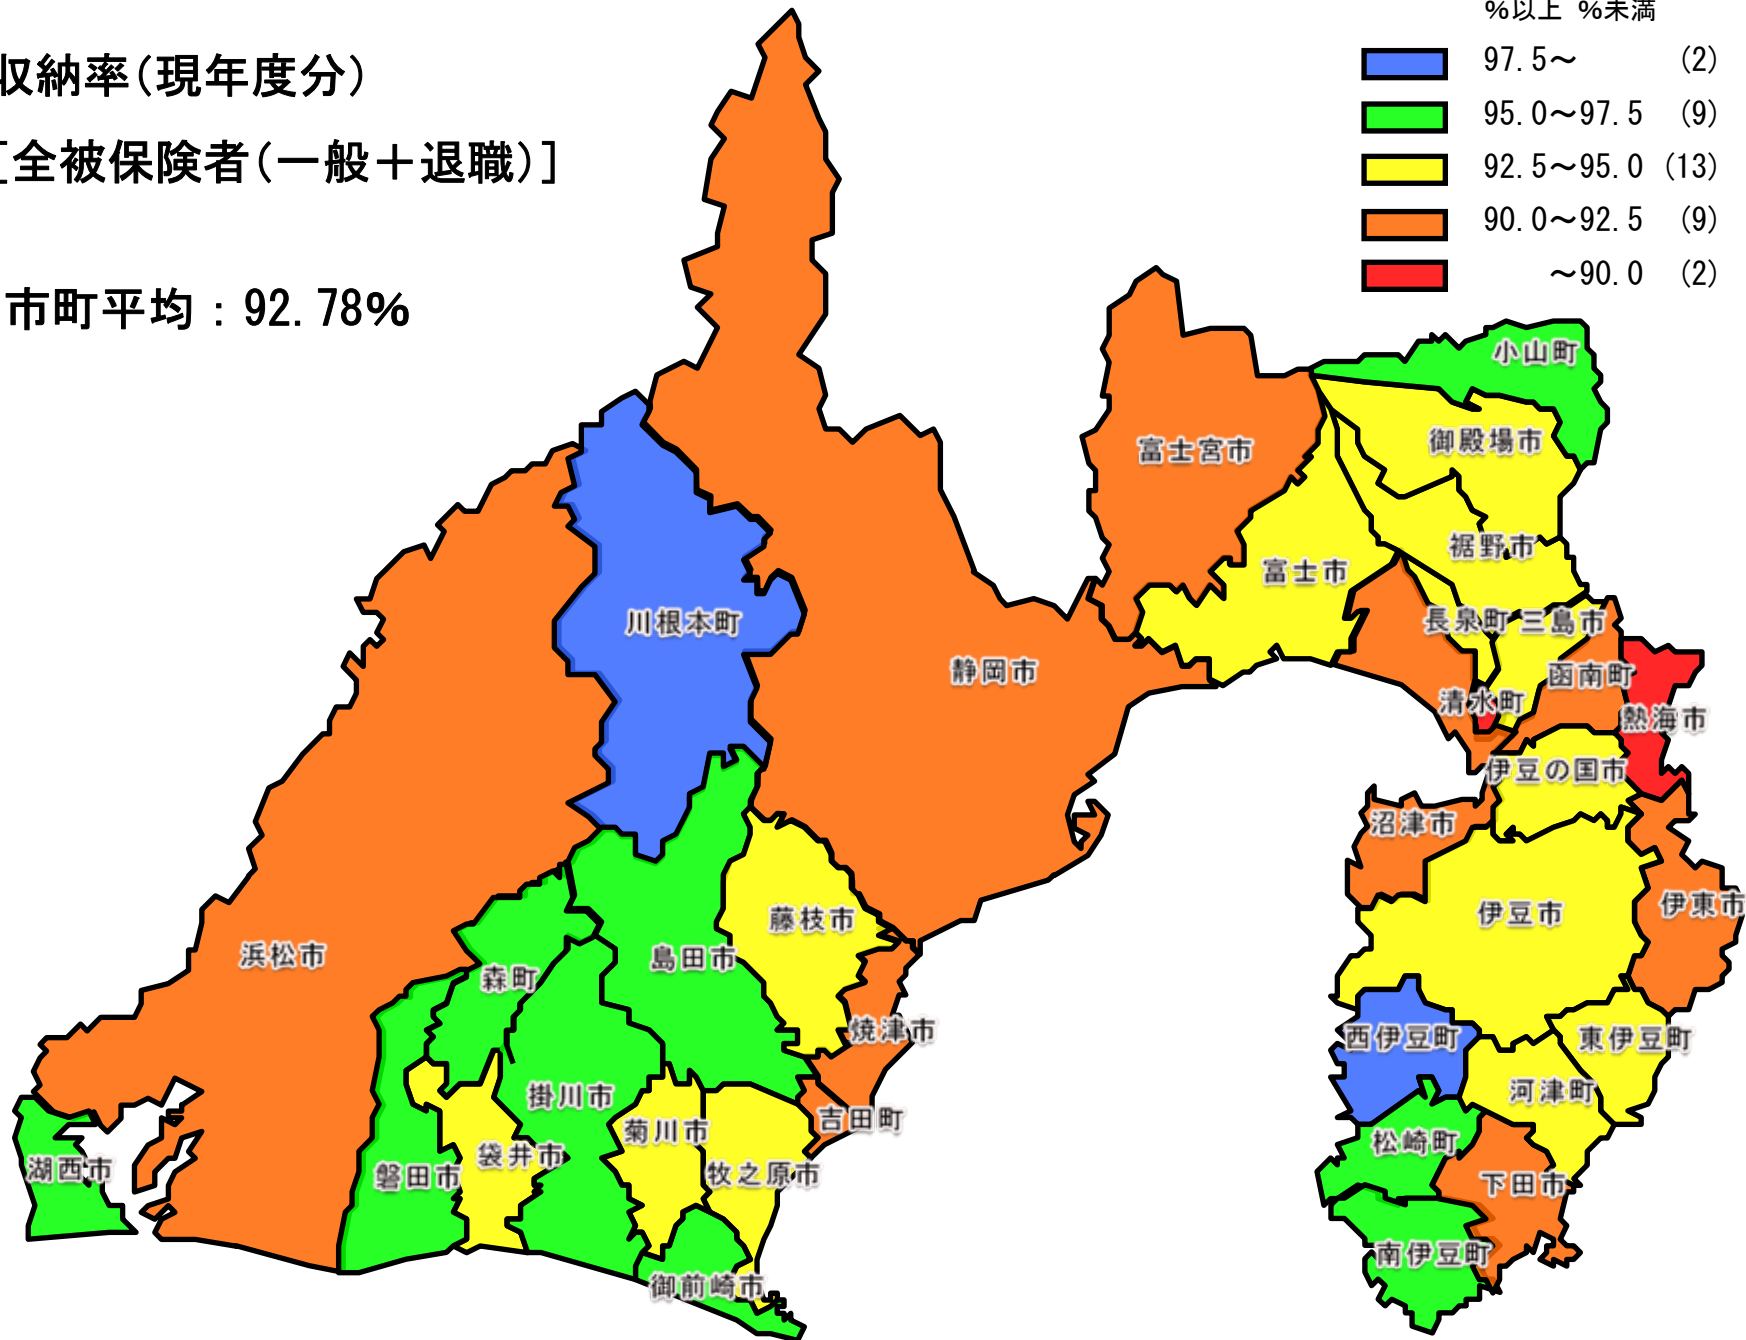 %以上 %未満
収納率(現年度分)
97.5～ (2)
95.0～97.5 (9)
[全被保険者(一般＋退職)]
92.5～95.0 (13)
90.0～92.5 (9)
～90.0 (2)
市町平均：92.78%
小山町
御殿場市
富士宮市
裾野市
富士市
川根本町
長泉町
三島市
静岡市
函南町
清水町
熱海市
伊豆の国市
沼津市
伊東市
伊豆市
藤枝市
浜松市
島田市
森町
焼津市
西伊豆町
東伊豆町
河津町
掛川市
吉田町
菊川市
松崎町
袋井市
湖西市
磐田市
牧之原市
下田市
南伊豆町
御前崎市